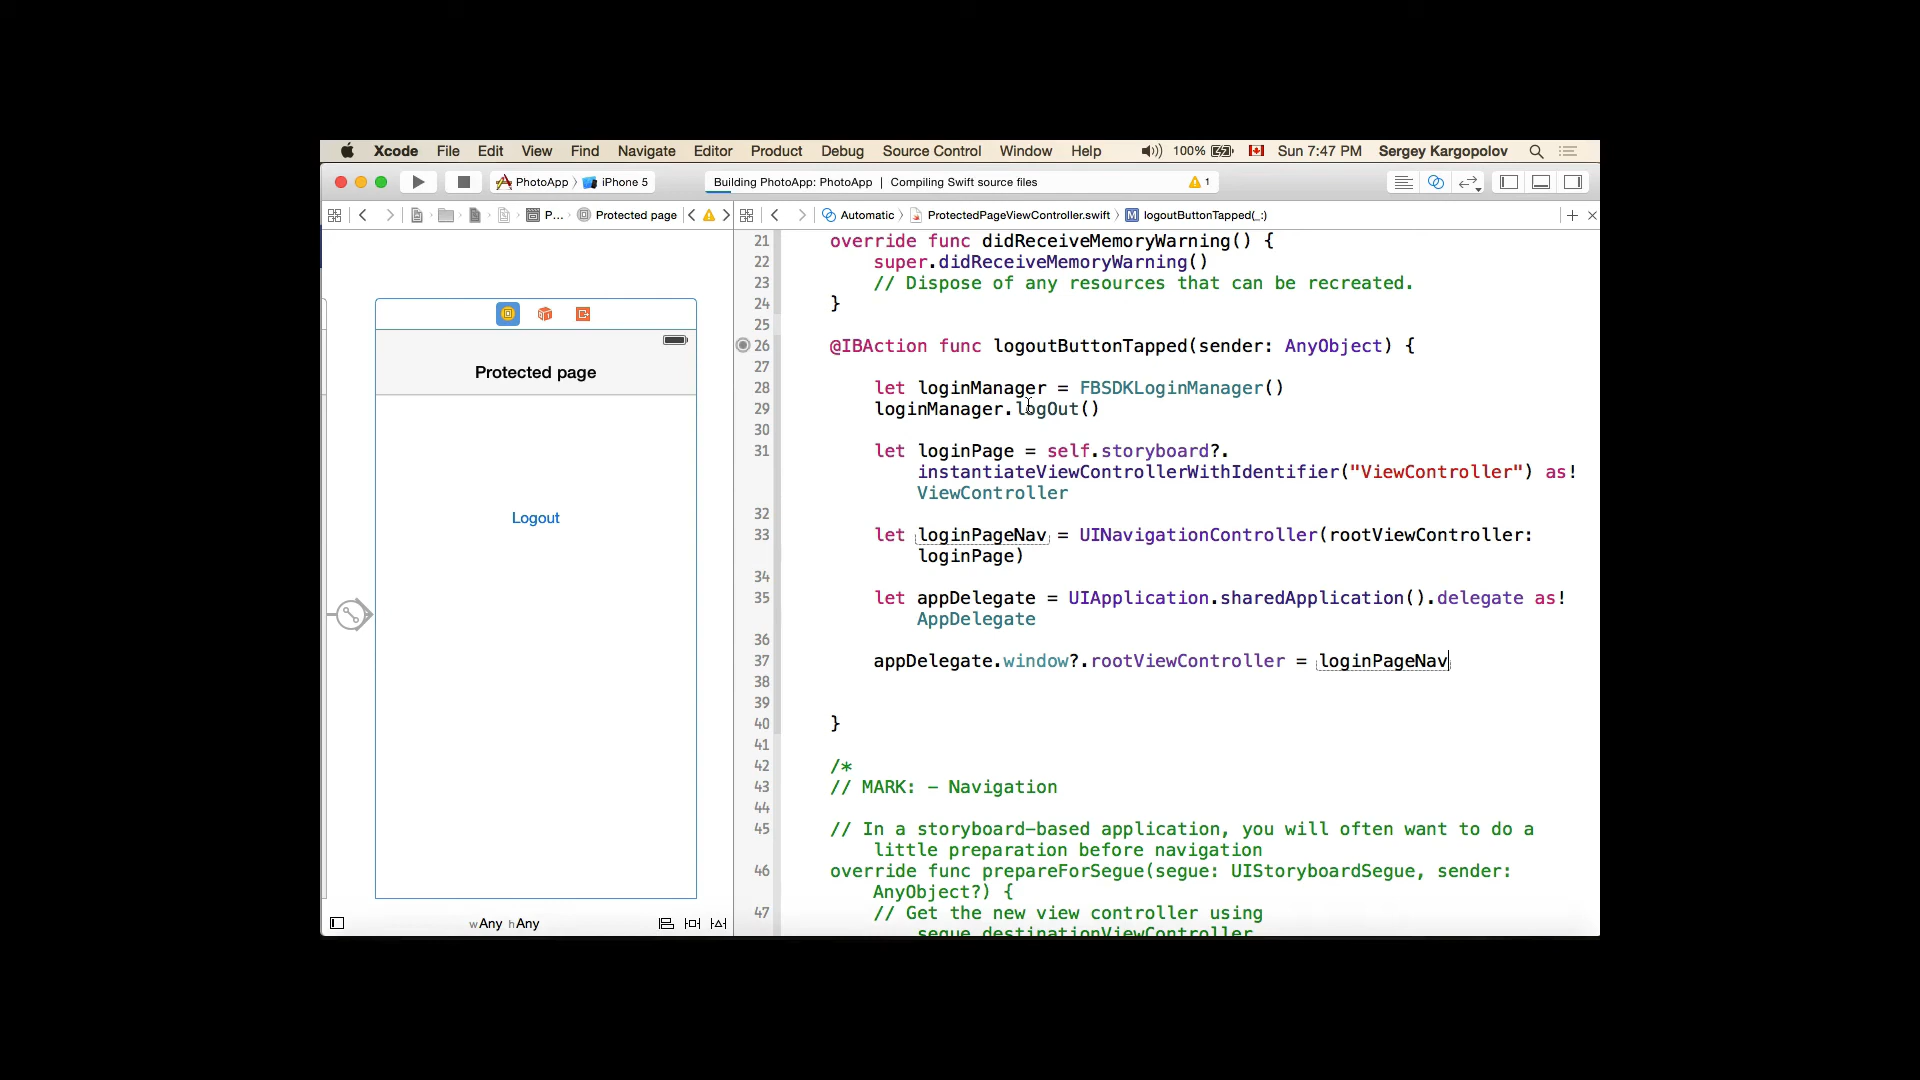 Xcode File Edit View Find Navigate Editor Product Debug Source Control Window Help 100% Sun 7:47 PM Sergey Kargopolov
PhotoApp iPhone 5 Building PhotoApp: PhotoApp | Compiling Swift source files 1
P... Protected page Automatic ProtectedPageViewController.swift M logoutButtonTapped(_:)
Protected page
Logout
wAny hAny
21 override func didReceiveMemoryWarning() {
22 super.didReceiveMemoryWarning()
23 // Dispose of any resources that can be recreated.
24 }
25
26 @IBAction func logoutButtonTapped(sender: AnyObject) {
27
28 let loginManager = FBSDKLoginManager()
29 loginManager.logOut()
30
31 let loginPage = self.storyboard?.
instantiateViewControllerWithIdentifier("ViewController") as!
ViewController
32
33 let loginPageNav = UINavigationController(rootViewController:
loginPage)
34
35 let appDelegate = UIApplication.sharedApplication().delegate as!
AppDelegate
36
37 appDelegate.window?.rootViewController = loginPageNav
38
39
40 }
41
42 /*
43 // MARK: - Navigation
44
45 // In a storyboard-based application, you will often want to do a
little preparation before navigation
46 override func prepareForSegue(segue: UIStoryboardSegue, sender:
AnyObject?) {
47 // Get the new view controller using
segue.destinationViewController